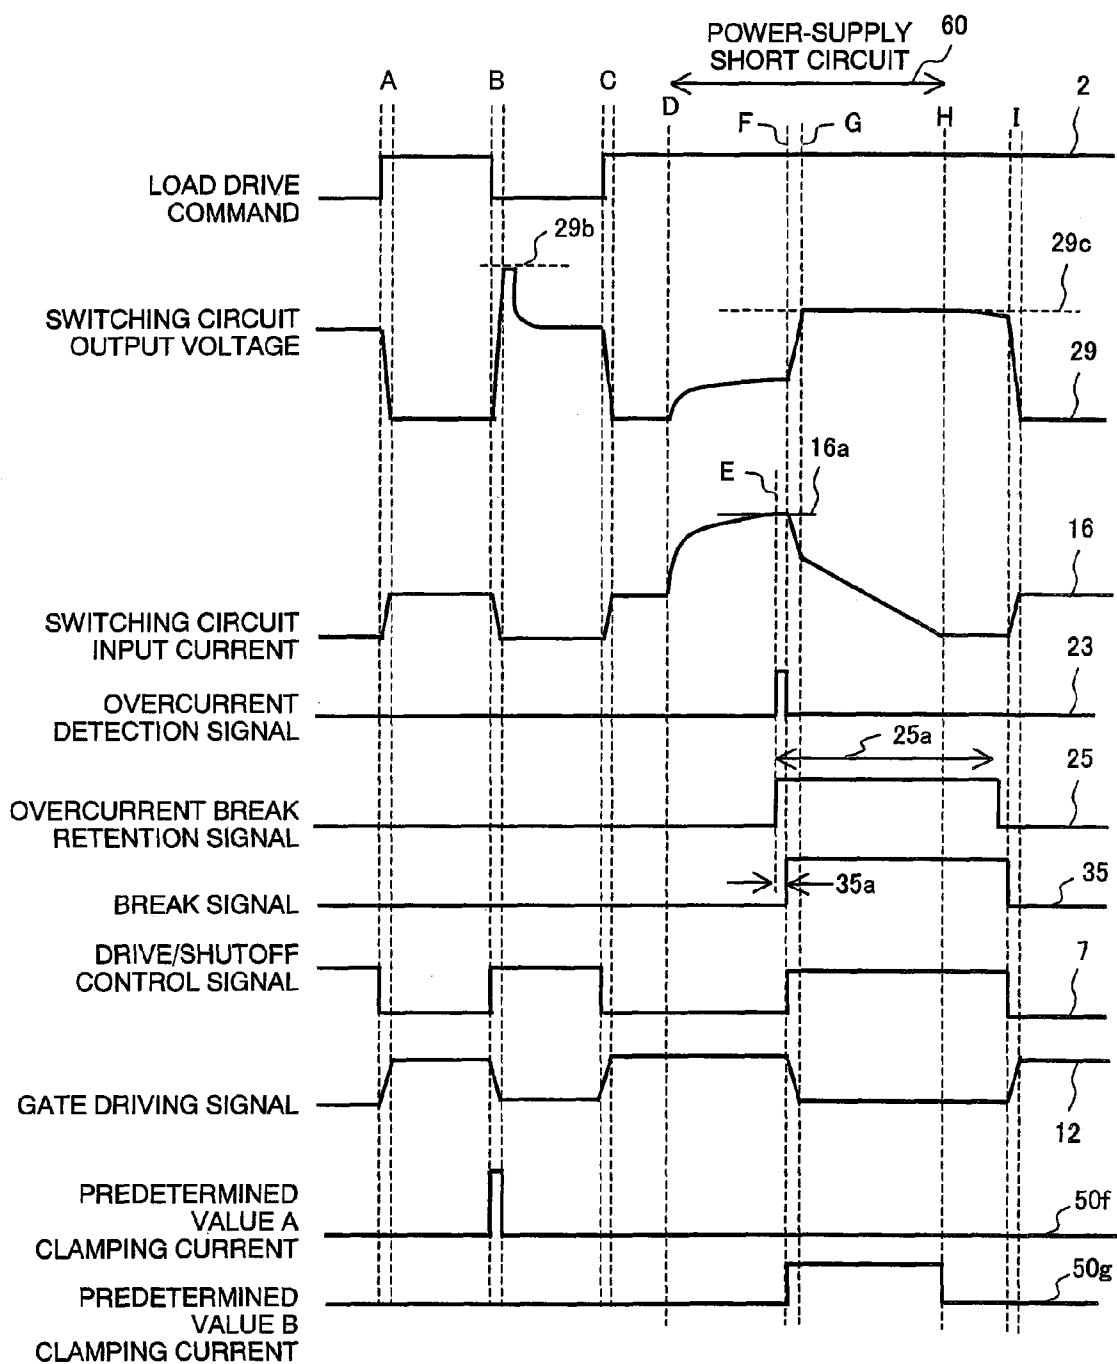 POWER-SUPPLY
SHORT CIRCUIT
60
A
B
C
D
F
G
H
I
2
LOAD DRIVE
COMMAND
29b
29c
SWITCHING CIRCUIT
OUTPUT VOLTAGE
29
E
16a
16
SWITCHING CIRCUIT
INPUT CURRENT
23
OVERCURRENT
DETECTION SIGNAL
25a
25
OVERCURRENT BREAK
RETENTION SIGNAL
35a
35
BREAK SIGNAL
DRIVE/SHUTOFF
CONTROL SIGNAL
7
GATE DRIVING SIGNAL
12
PREDETERMINED
VALUE A
CLAMPING CURRENT
50f
50g
PREDETERMINED
VALUE B
CLAMPING CURRENT